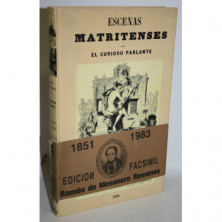 ESCENAS
MATRITENSES
EL CURIOSO PARLANTE
1851
1983
EDICION
FACSIMIL
Ramón de Mesonero Romanos